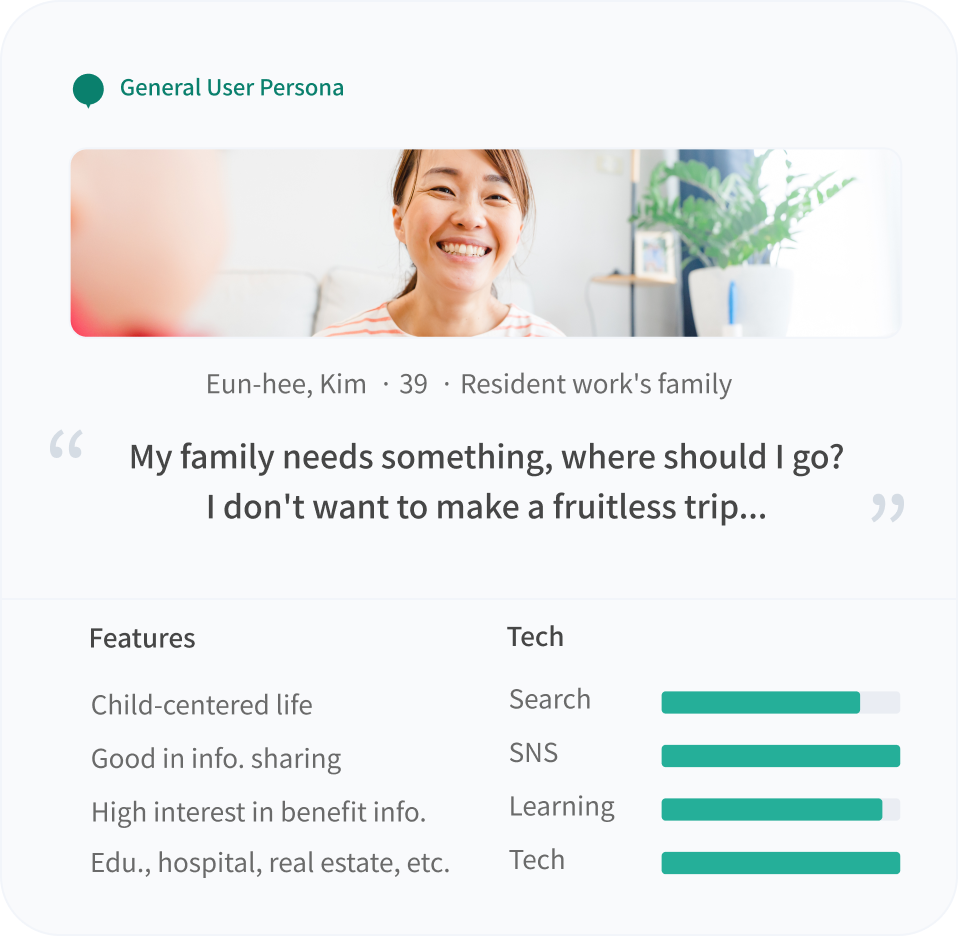 General User Persona
Eun-hee, Kim · 39 · Resident work's family
“ My family needs something, where should I go?
I don't want to make a fruitless trip... ”
Features
Child-centered life
Good in info. sharing
High interest in benefit info.
Edu., hospital, real estate, etc.
Tech
Search
SNS
Learning
Tech